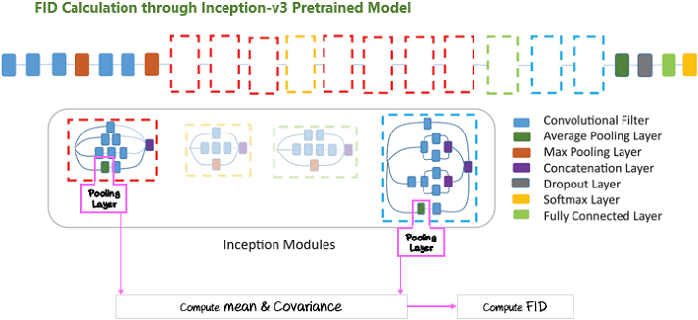 FID Calculation through Inception-v3 Pretrained Model
Convolutional Filter
Average Pooling Layer
Max Pooling Layer
Concatenation Layer
Dropout Layer
Softmax Layer
Fully Connected Layer
Pooling
Layer
Inception Modules
Pooling
Layer
Compute mean & Covariance
Compute FID